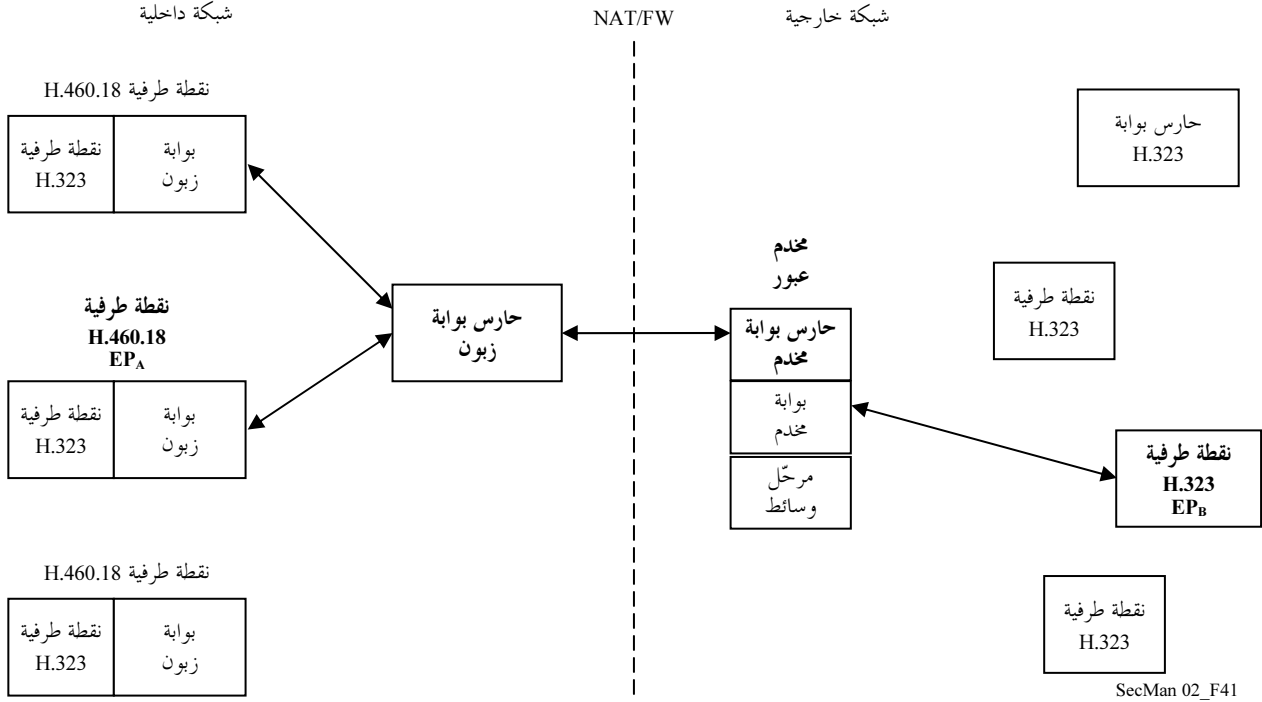 شبكة داخلية
NAT/FW
شبكة خارجية
نقطة طرفية H.460.18
نقطة طرفية
H.323
بوابة
زبون
نقطة طرفية
H.460.18
EPA
نقطة طرفية
H.323
بوابة
زبون
نقطة طرفية H.460.18
نقطة طرفية
H.323
بوابة
زبون
حارس بوابة
زبون
مخدم
عبور
حارس بوابة
مخدم
بوابة
مخدم
مرحّل
وسائط
حارس بوابة
H.323
نقطة طرفية
H.323
نقطة طرفية
H.323
EPB
نقطة طرفية
H.323
SecMan 02_F41